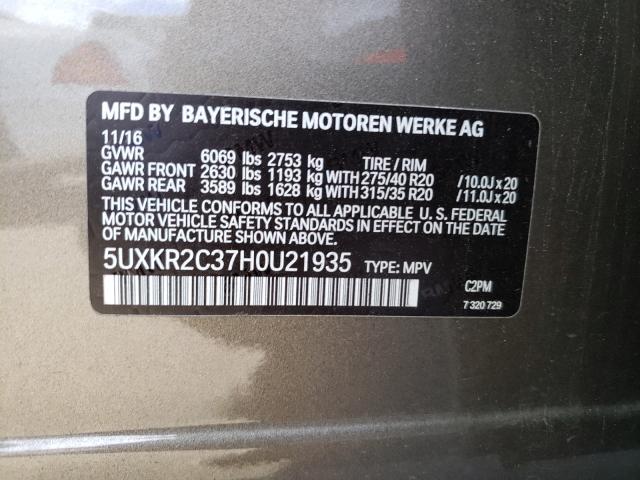 MFD BY BAYERISCHE MOTOREN WERKE AG
11/16
GVWR 6069 lbs 2753 kg TIRE / RIM
GAWR FRONT 2630 lbs 1193 kg WITH 275/40 R20 /10.0J x 20
GAWR REAR 3589 lbs 1628 kg WITH 315/35 R20 /11.0J x 20
THIS VEHICLE CONFORMS TO ALL APPLICABLE U. S. FEDERAL
MOTOR VEHICLE SAFETY STANDARDS IN EFFECT ON THE
DATE OF MANUFACTURE SHOWN ABOVE.
5UXKR2C37H0U21935 TYPE: MPV
C2PM
7 320 729